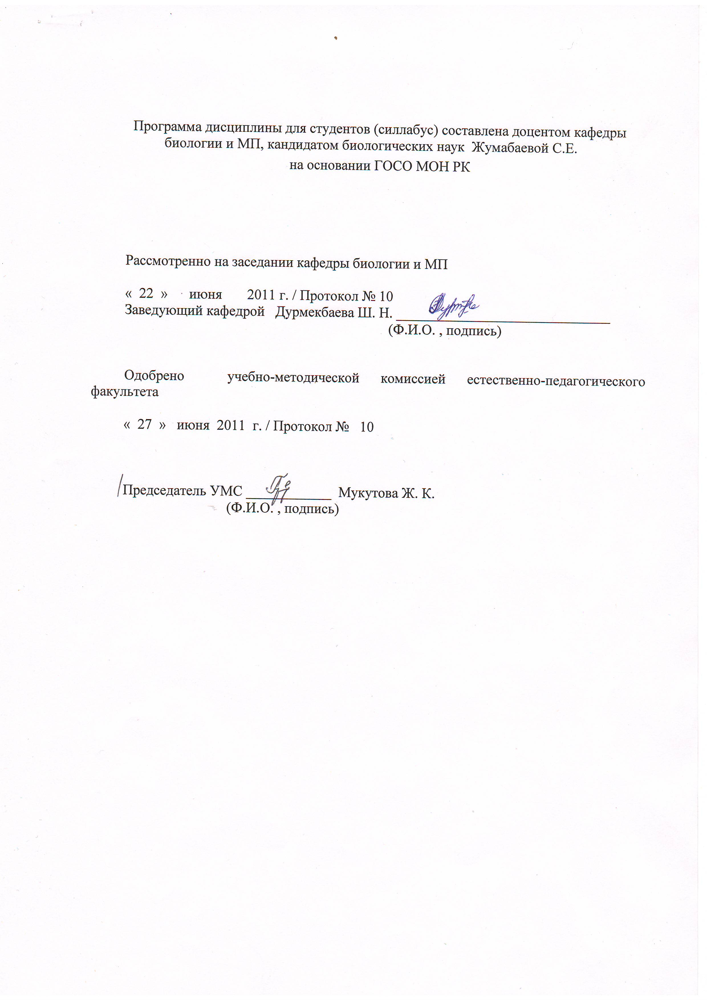 Программа дисциплины для студентов (силлабус) составлена доцентом кафедры
биологии и МП, кандидатом биологических наук Жумабаевой С.Е.
на основании ГОСО МОН РК
Рассмотренно на заседании кафедры биологии и МП
« 22 » июня 2011 г. / Протокол № 10
Заведующий кафедрой Дурмекбаева Ш. Н. ______________________________
(Ф.И.О. , подпись)
Одобрено учебно-методической комиссией естественно-педагогического
факультета
« 27 » июня 2011 г. / Протокол № 10
Председатель УМС ____________ Мукутова Ж. К.
(Ф.И.О. , подпись)